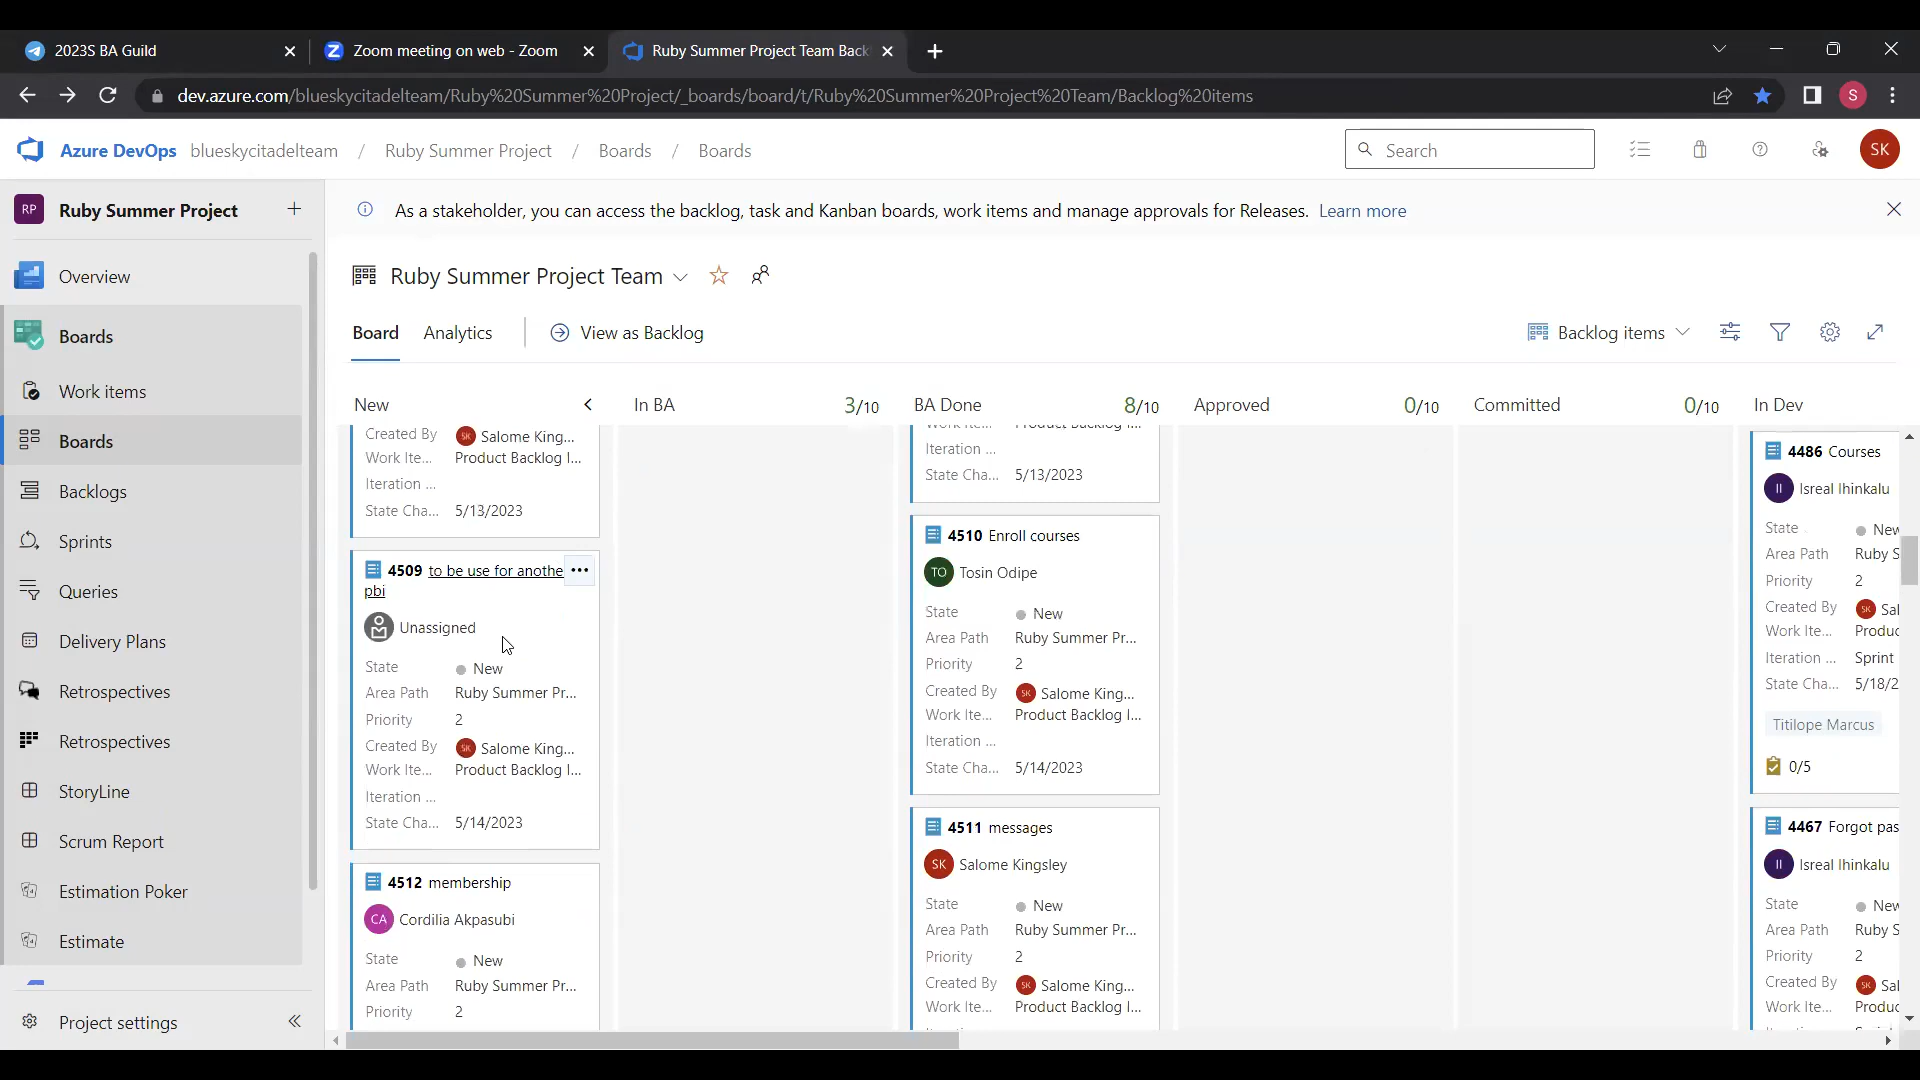 2023S BA Guild
Zoom meeting on web - Zoom
Ruby Summer Project Team Back
dev.azure.com/blueskycitadelteam/Ruby%20Summer%20Project/_boards/board/t/Ruby%20Summer%20Project%20Team/Backlog%20items
S
Azure DevOps blueskycitadelteam / Ruby Summer Project / Boards / Boards
Search
SK
RP Ruby Summer Project
As a stakeholder, you can access the backlog, task and Kanban boards, work items and manage approvals for Releases. Learn more
Overview
Boards
Work items
Boards
Backlogs
Sprints
Queries
Delivery Plans
Retrospectives
Retrospectives
StoryLine
Scrum Report
Estimation Poker
Estimate
Project settings
Ruby Summer Project Team
Board Analytics View as Backlog
Backlog items
New
Created By SK Salome King...
Work Ite... Product Backlog I...
Iteration ...
State Cha... 5/13/2023
4509 to be use for anothe
pbi
Unassigned
State New
Area Path Ruby Summer Pr...
Priority 2
Created By SK Salome King...
Work Ite... Product Backlog I...
Iteration ...
State Cha... 5/14/2023
4512 membership
CA Cordilia Akpasubi
State New
Area Path Ruby Summer Pr...
Priority 2
In BA 3/10
BA Done 8/10
Iteration ...
State Cha... 5/13/2023
4510 Enroll courses
TO Tosin Odipe
State New
Area Path Ruby Summer Pr...
Priority 2
Created By SK Salome King...
Work Ite... Product Backlog I...
Iteration ...
State Cha... 5/14/2023
4511 messages
SK Salome Kingsley
State New
Area Path Ruby Summer Pr...
Priority 2
Created By SK Salome King...
Work Ite... Product Backlog I...
Approved 0/10
Committed 0/10
In Dev
4486 Courses
II Isreal Ihinkalu
State New
Area Path Ruby S
Priority 2
Created By SK Sal
Work Ite... Produc
Iteration ... Sprint
State Cha... 5/18/2
Titilope Marcus
0/5
4467 Forgot pas
II Isreal Ihinkalu
State New
Area Path Ruby S
Priority 2
Created By SK Sal
Work Ite... Produc